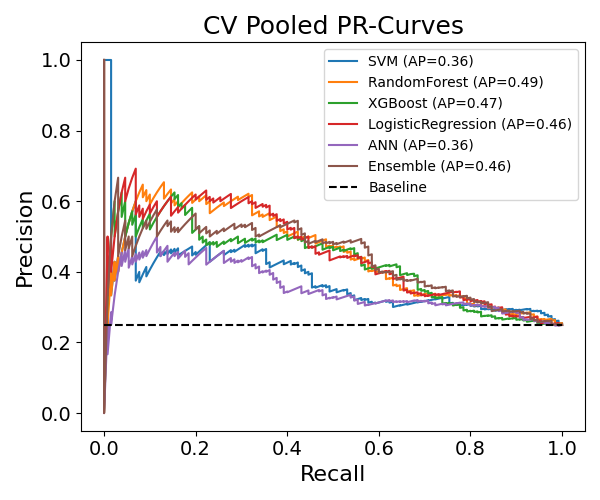 CV Pooled PR-Curves
SVM (AP=0.36)
RandomForest (AP=0.49)
XGBoost (AP=0.47)
LogisticRegression (AP=0.46)
ANN (AP=0.36)
Ensemble (AP=0.46)
Baseline
Precision
1.0
0.8
0.6
0.4
0.2
0.0
0.0 0.2 0.4 0.6 0.8 1.0
Recall